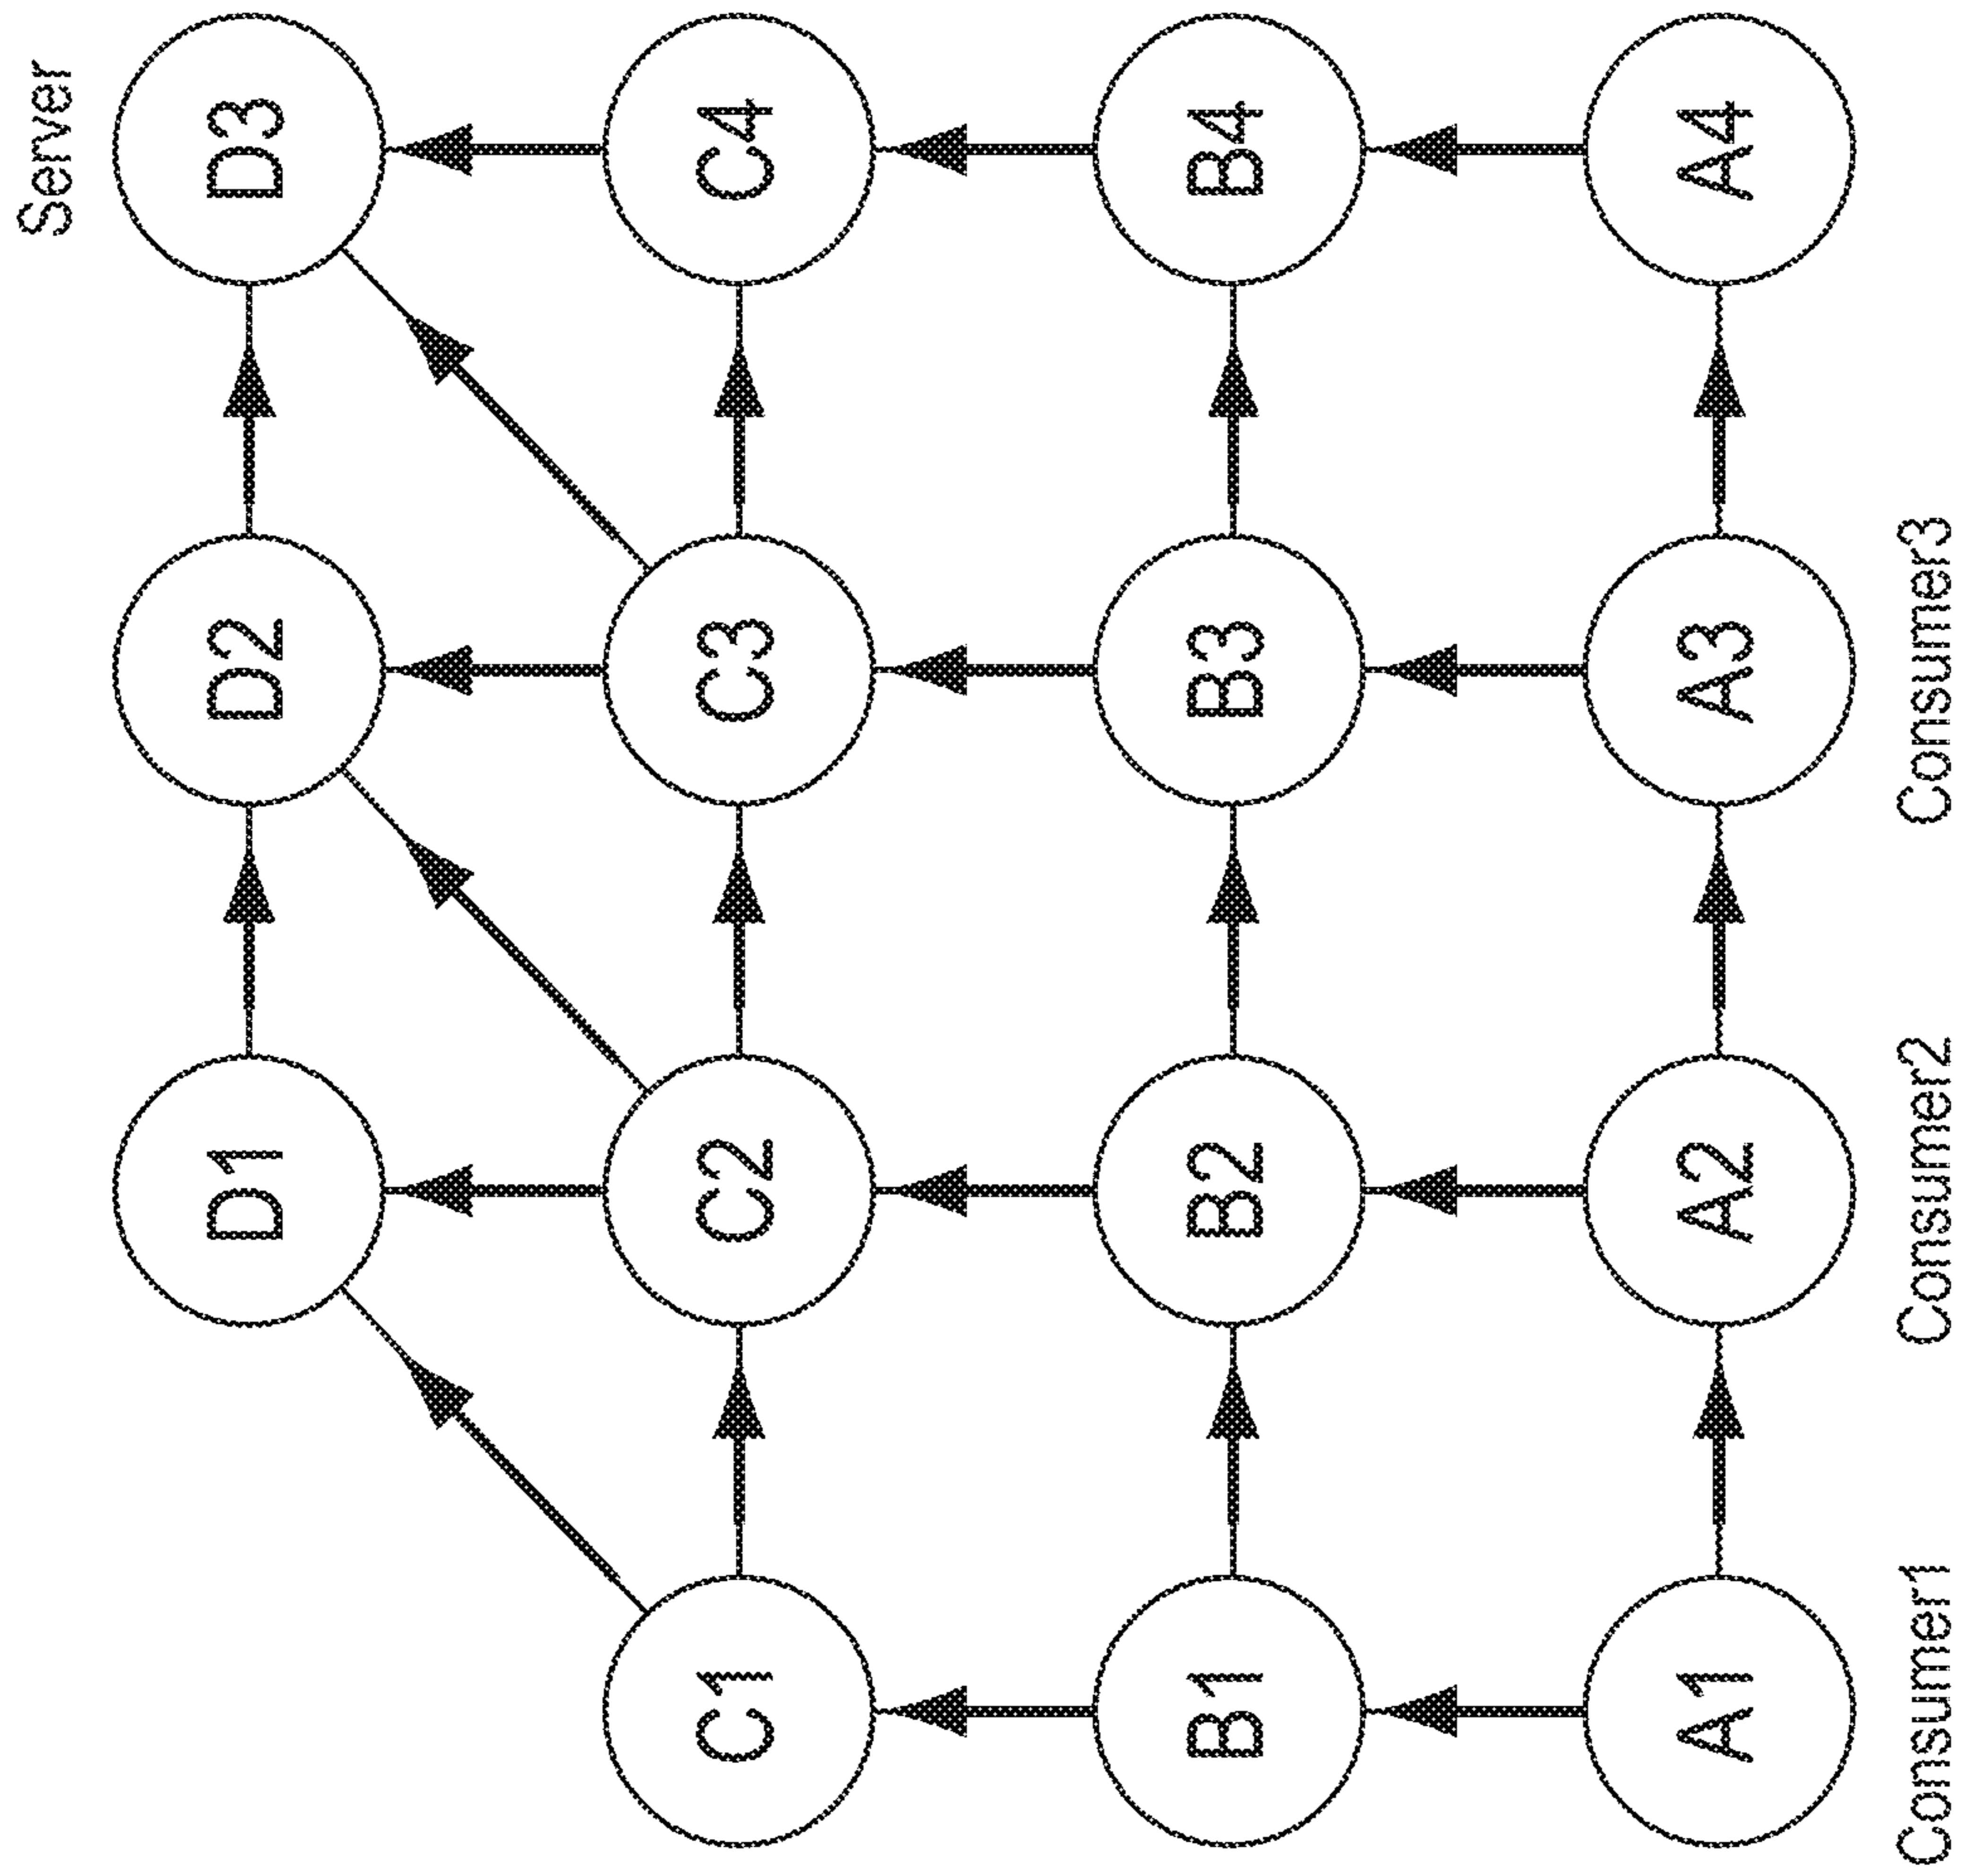 Server
D1
D2
D3
C1
C2
C3
C4
B1
B2
B3
B4
A1
A2
A3
A4
Consumer1
Consumer2
Consumer3